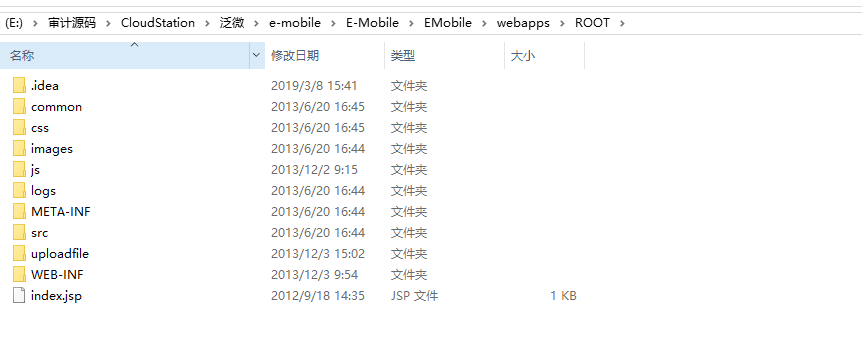 (E:) > 审计源码 > CloudStation > 泛微 > e-mobile > E-Mobile > EMobile > webapps > ROOT >
名称 修改日期 类型 大小
.idea 2019/3/8 15:41 文件夹
common 2013/6/20 16:45 文件夹
css 2013/6/20 16:45 文件夹
images 2013/6/20 16:44 文件夹
js 2013/12/2 9:15 文件夹
logs 2013/6/20 16:44 文件夹
META-INF 2013/6/20 16:44 文件夹
src 2013/6/20 16:44 文件夹
uploadfile 2013/12/3 15:02 文件夹
WEB-INF 2013/12/3 9:54 文件夹
index.jsp 2012/9/18 14:35 JSP 文件 1 KB